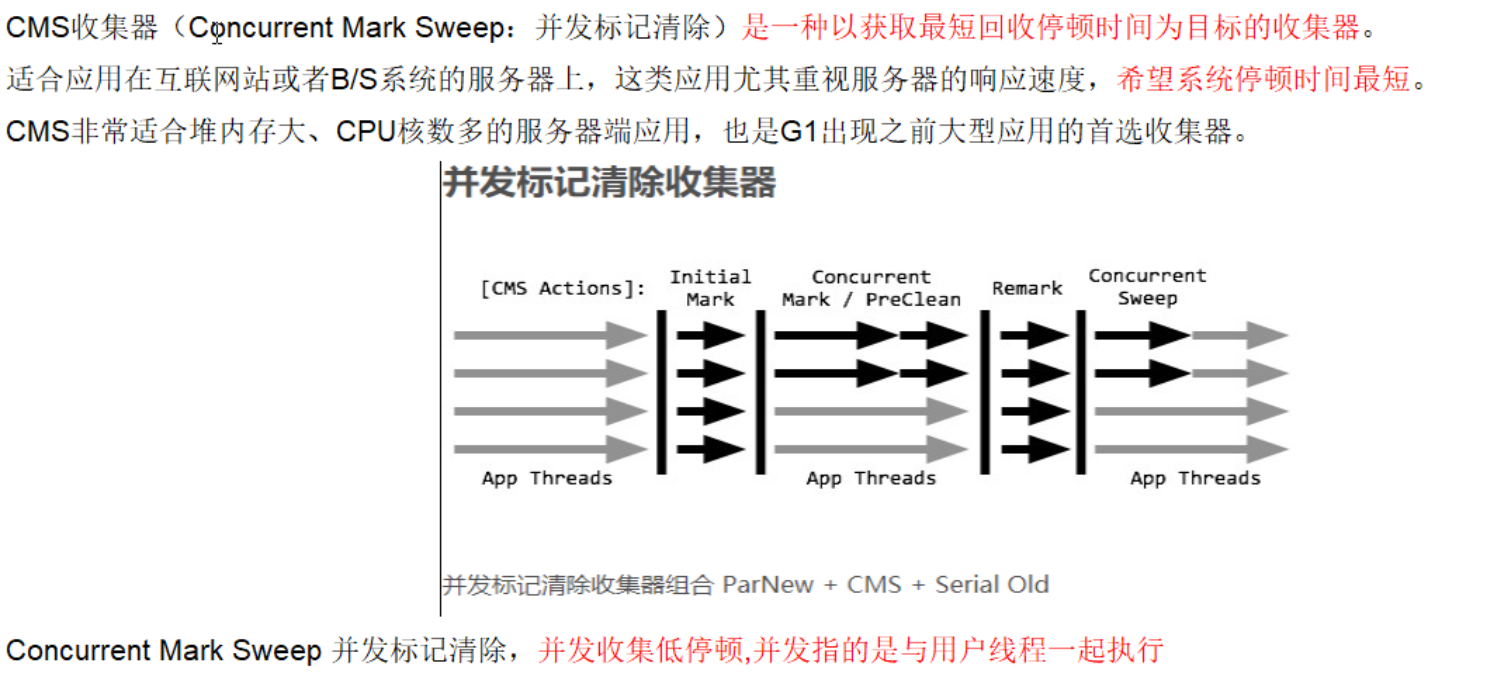 CMS收集器（Concurrent Mark Sweep：并发标记清除）是一种以获取最短回收停顿时间为目标的收集器。
适合应用在互联网站或者B/S系统的服务器上，这类应用尤其重视服务器的响应速度，希望系统停顿时间最短。
CMS非常适合堆内存大、CPU核数多的服务器端应用，也是G1出现之前大型应用的首选收集器。
并发标记清除收集器
[CMS Actions]:
Initial
Mark
Concurrent
Mark / PreClean
Remark
Concurrent
Sweep
App Threads
App Threads
App Threads
并发标记清除收集器组合 ParNew + CMS + Serial Old
Concurrent Mark Sweep 并发标记清除，并发收集低停顿,并发指的是与用户线程一起执行